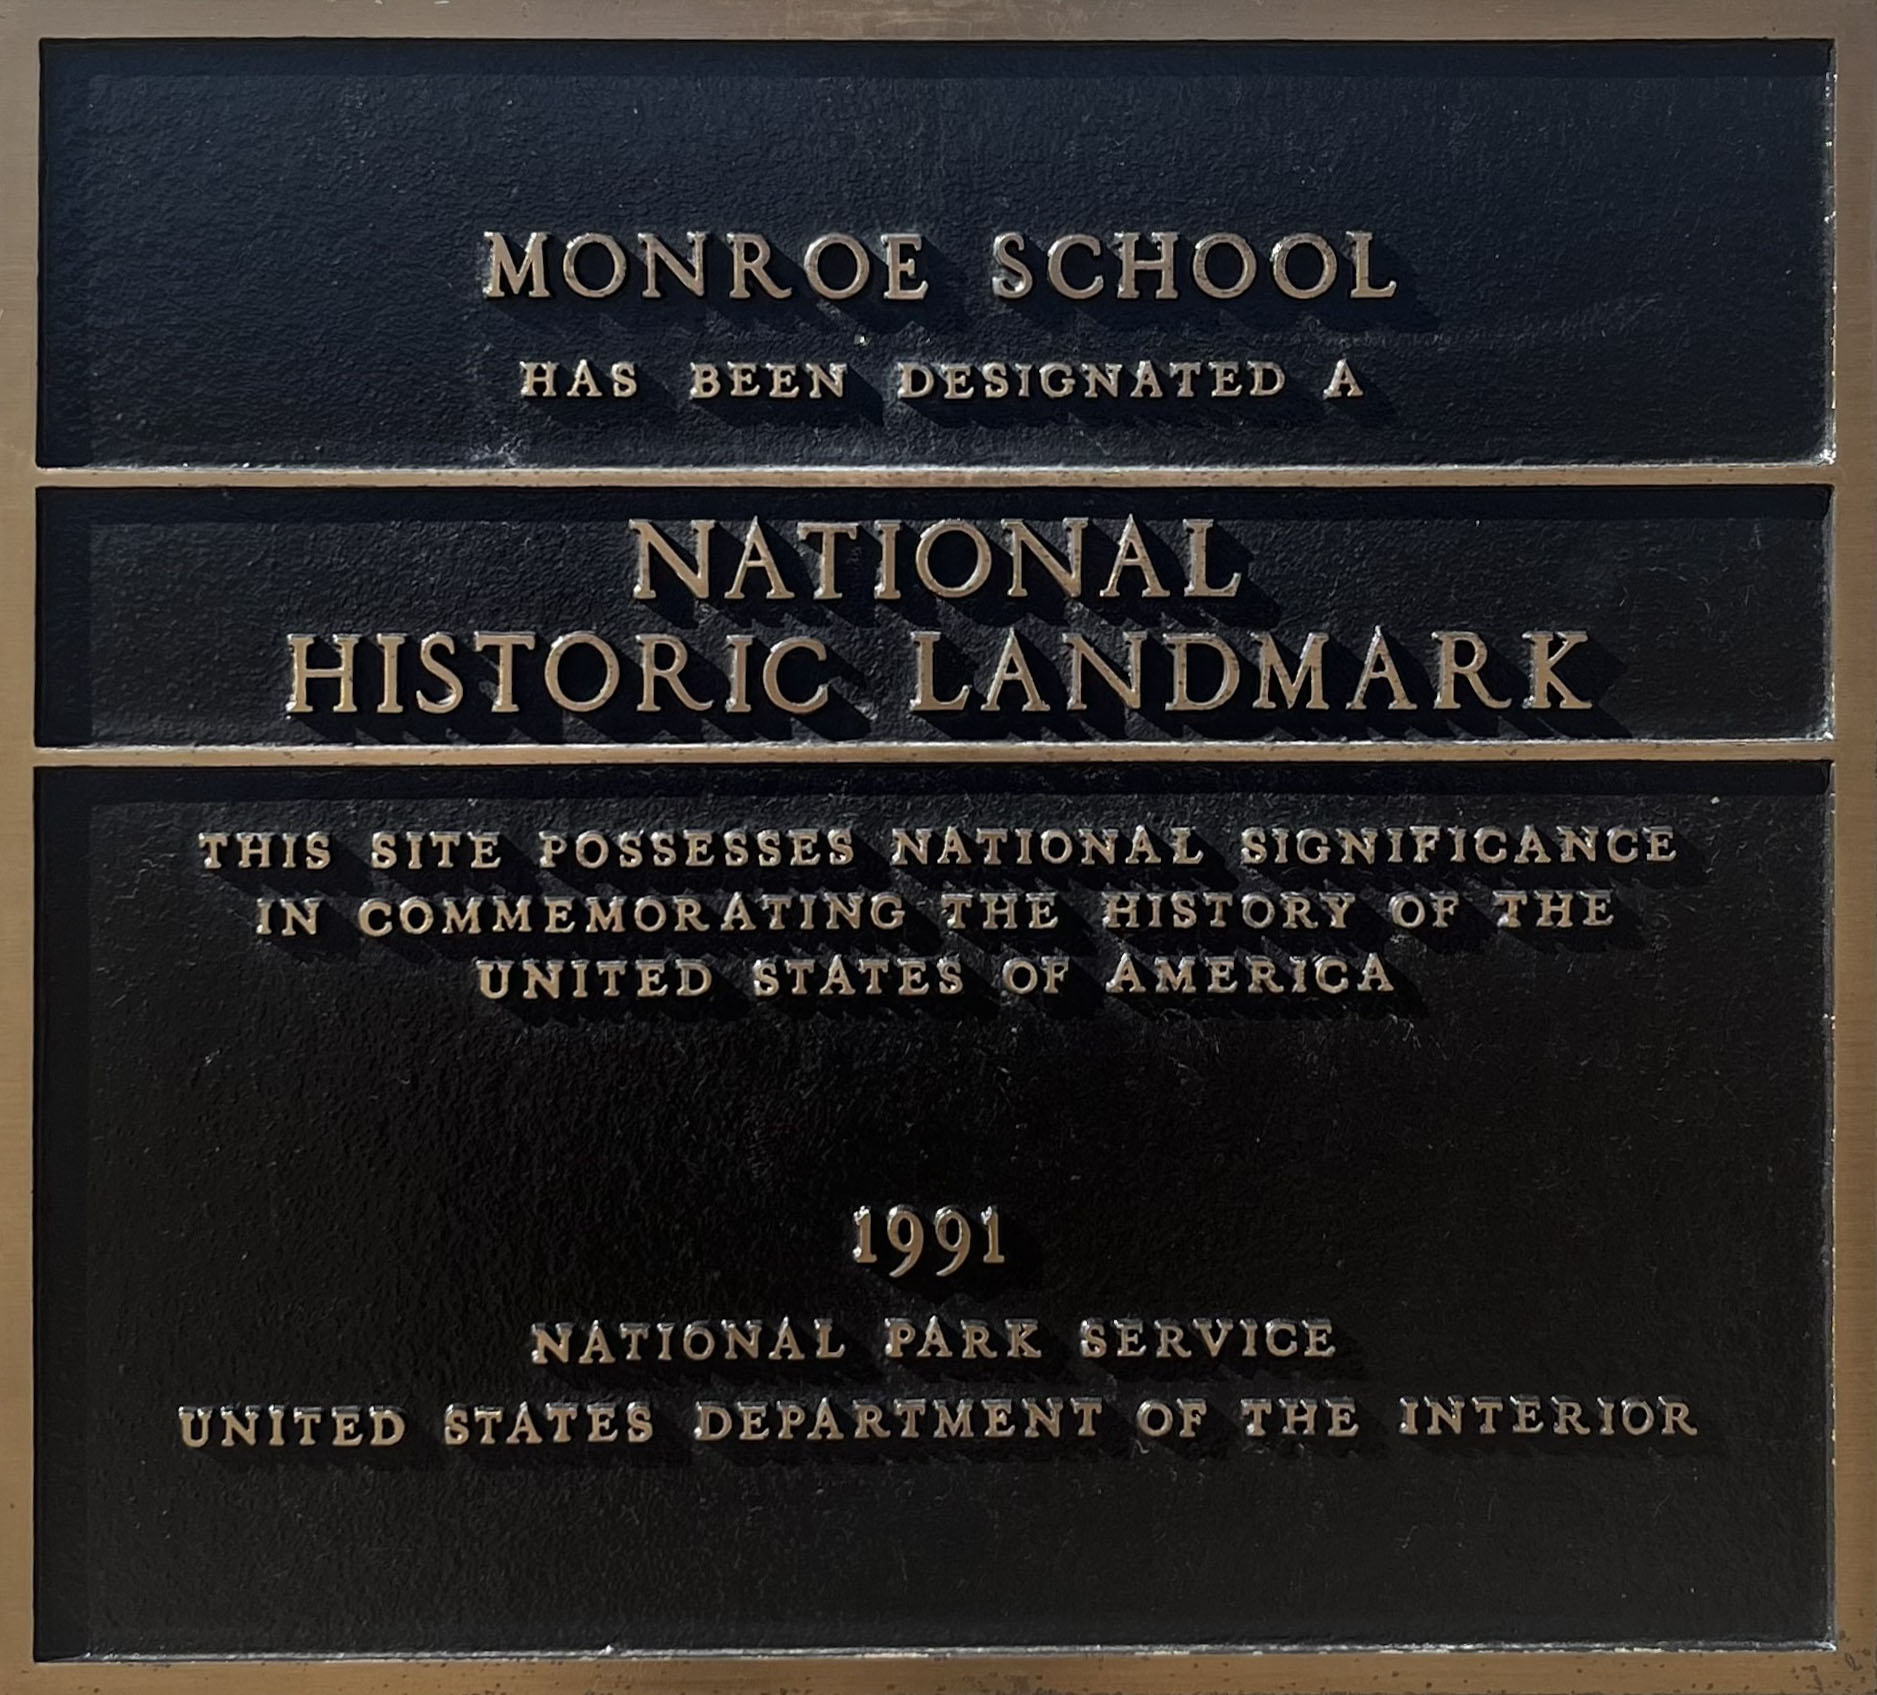 MONROE SCHOOL
HAS BEEN DESIGNATED A
NATIONAL
HISTORIC LANDMARK
THIS SITE POSSESSES NATIONAL SIGNIFICANCE
IN COMMEMORATING THE HISTORY OF THE
UNITED STATES OF AMERICA
1991
NATIONAL PARK SERVICE
UNITED STATES DEPARTMENT OF THE INTERIOR